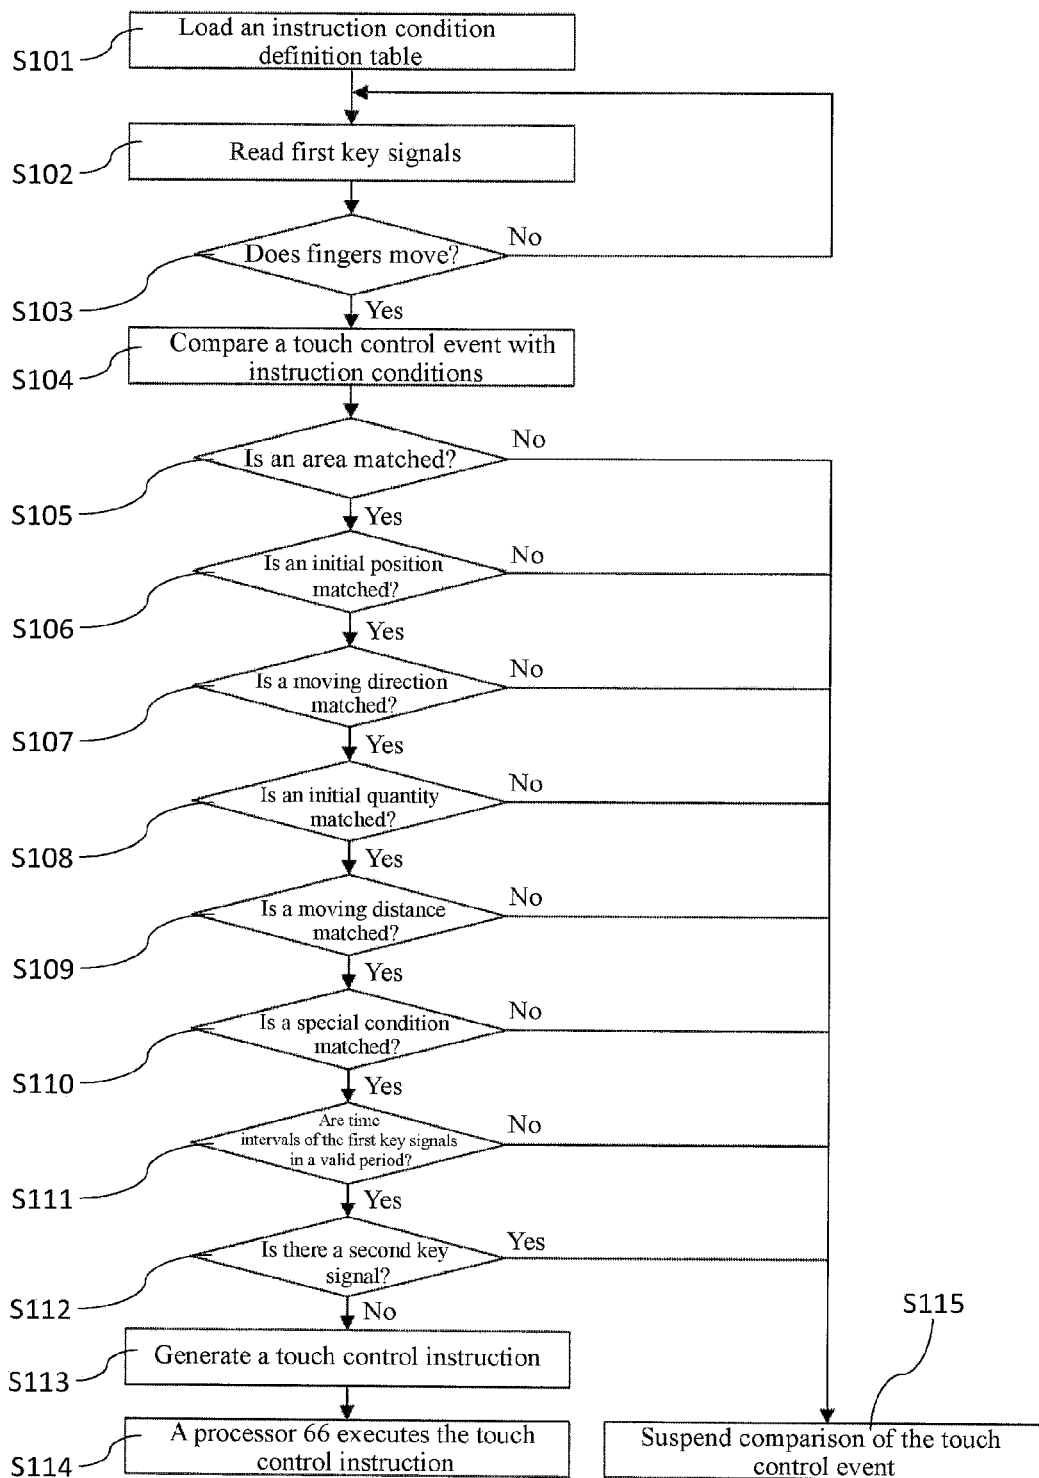 Load an instruction condition
definition table
S101
Read first key signals
S102
Does fingers move?
No
S103
Yes
Compare a touch control event with
instruction conditions
S104
Is an area matched?
No
S105
Yes
Is an initial position
matched?
No
S106
Yes
Is a moving direction
matched?
No
S107
Yes
Is an initial quantity
matched?
No
S108
Yes
Is a moving distance
matched?
No
S109
Yes
Is a special condition
matched?
No
S110
Yes
Are time
intervals of the first key signals
in a valid period?
No
S111
Yes
Is there a second key
signal?
Yes
S112
No
Generate a touch control instruction
S113
A processor 66 executes the touch
control instruction
S114
S115
Suspend comparison of the touch
control event